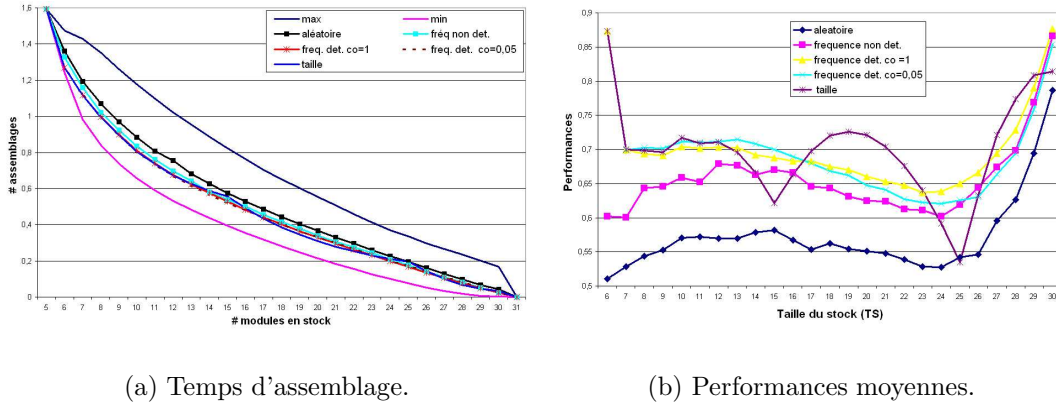 1,6
1,4
1,2
1
0,8
0,6
0,4
0,2
0
# assemblages
max
min
aléatoire
fréq non det.
freq. det. co=1
freq. det. co=0,05
taille
5 6 7 8 9 10 11 12 13 14 15 16 17 18 19 20 21 22 23 24 25 26 27 28 29 30 31
# modules en stock
(a) Temps d'assemblage.
0,9
0,85
0,8
0,75
0,7
0,65
0,6
0,55
0,5
Performances
aleatoire
frequence non det.
frequence det. co =1
frequence det. co=0,05
taille
6 7 8 9 10 11 12 13 14 15 16 17 18 19 20 21 22 23 24 25 26 27 28 29 30
Taille du stock (TS)
(b) Performances moyennes.